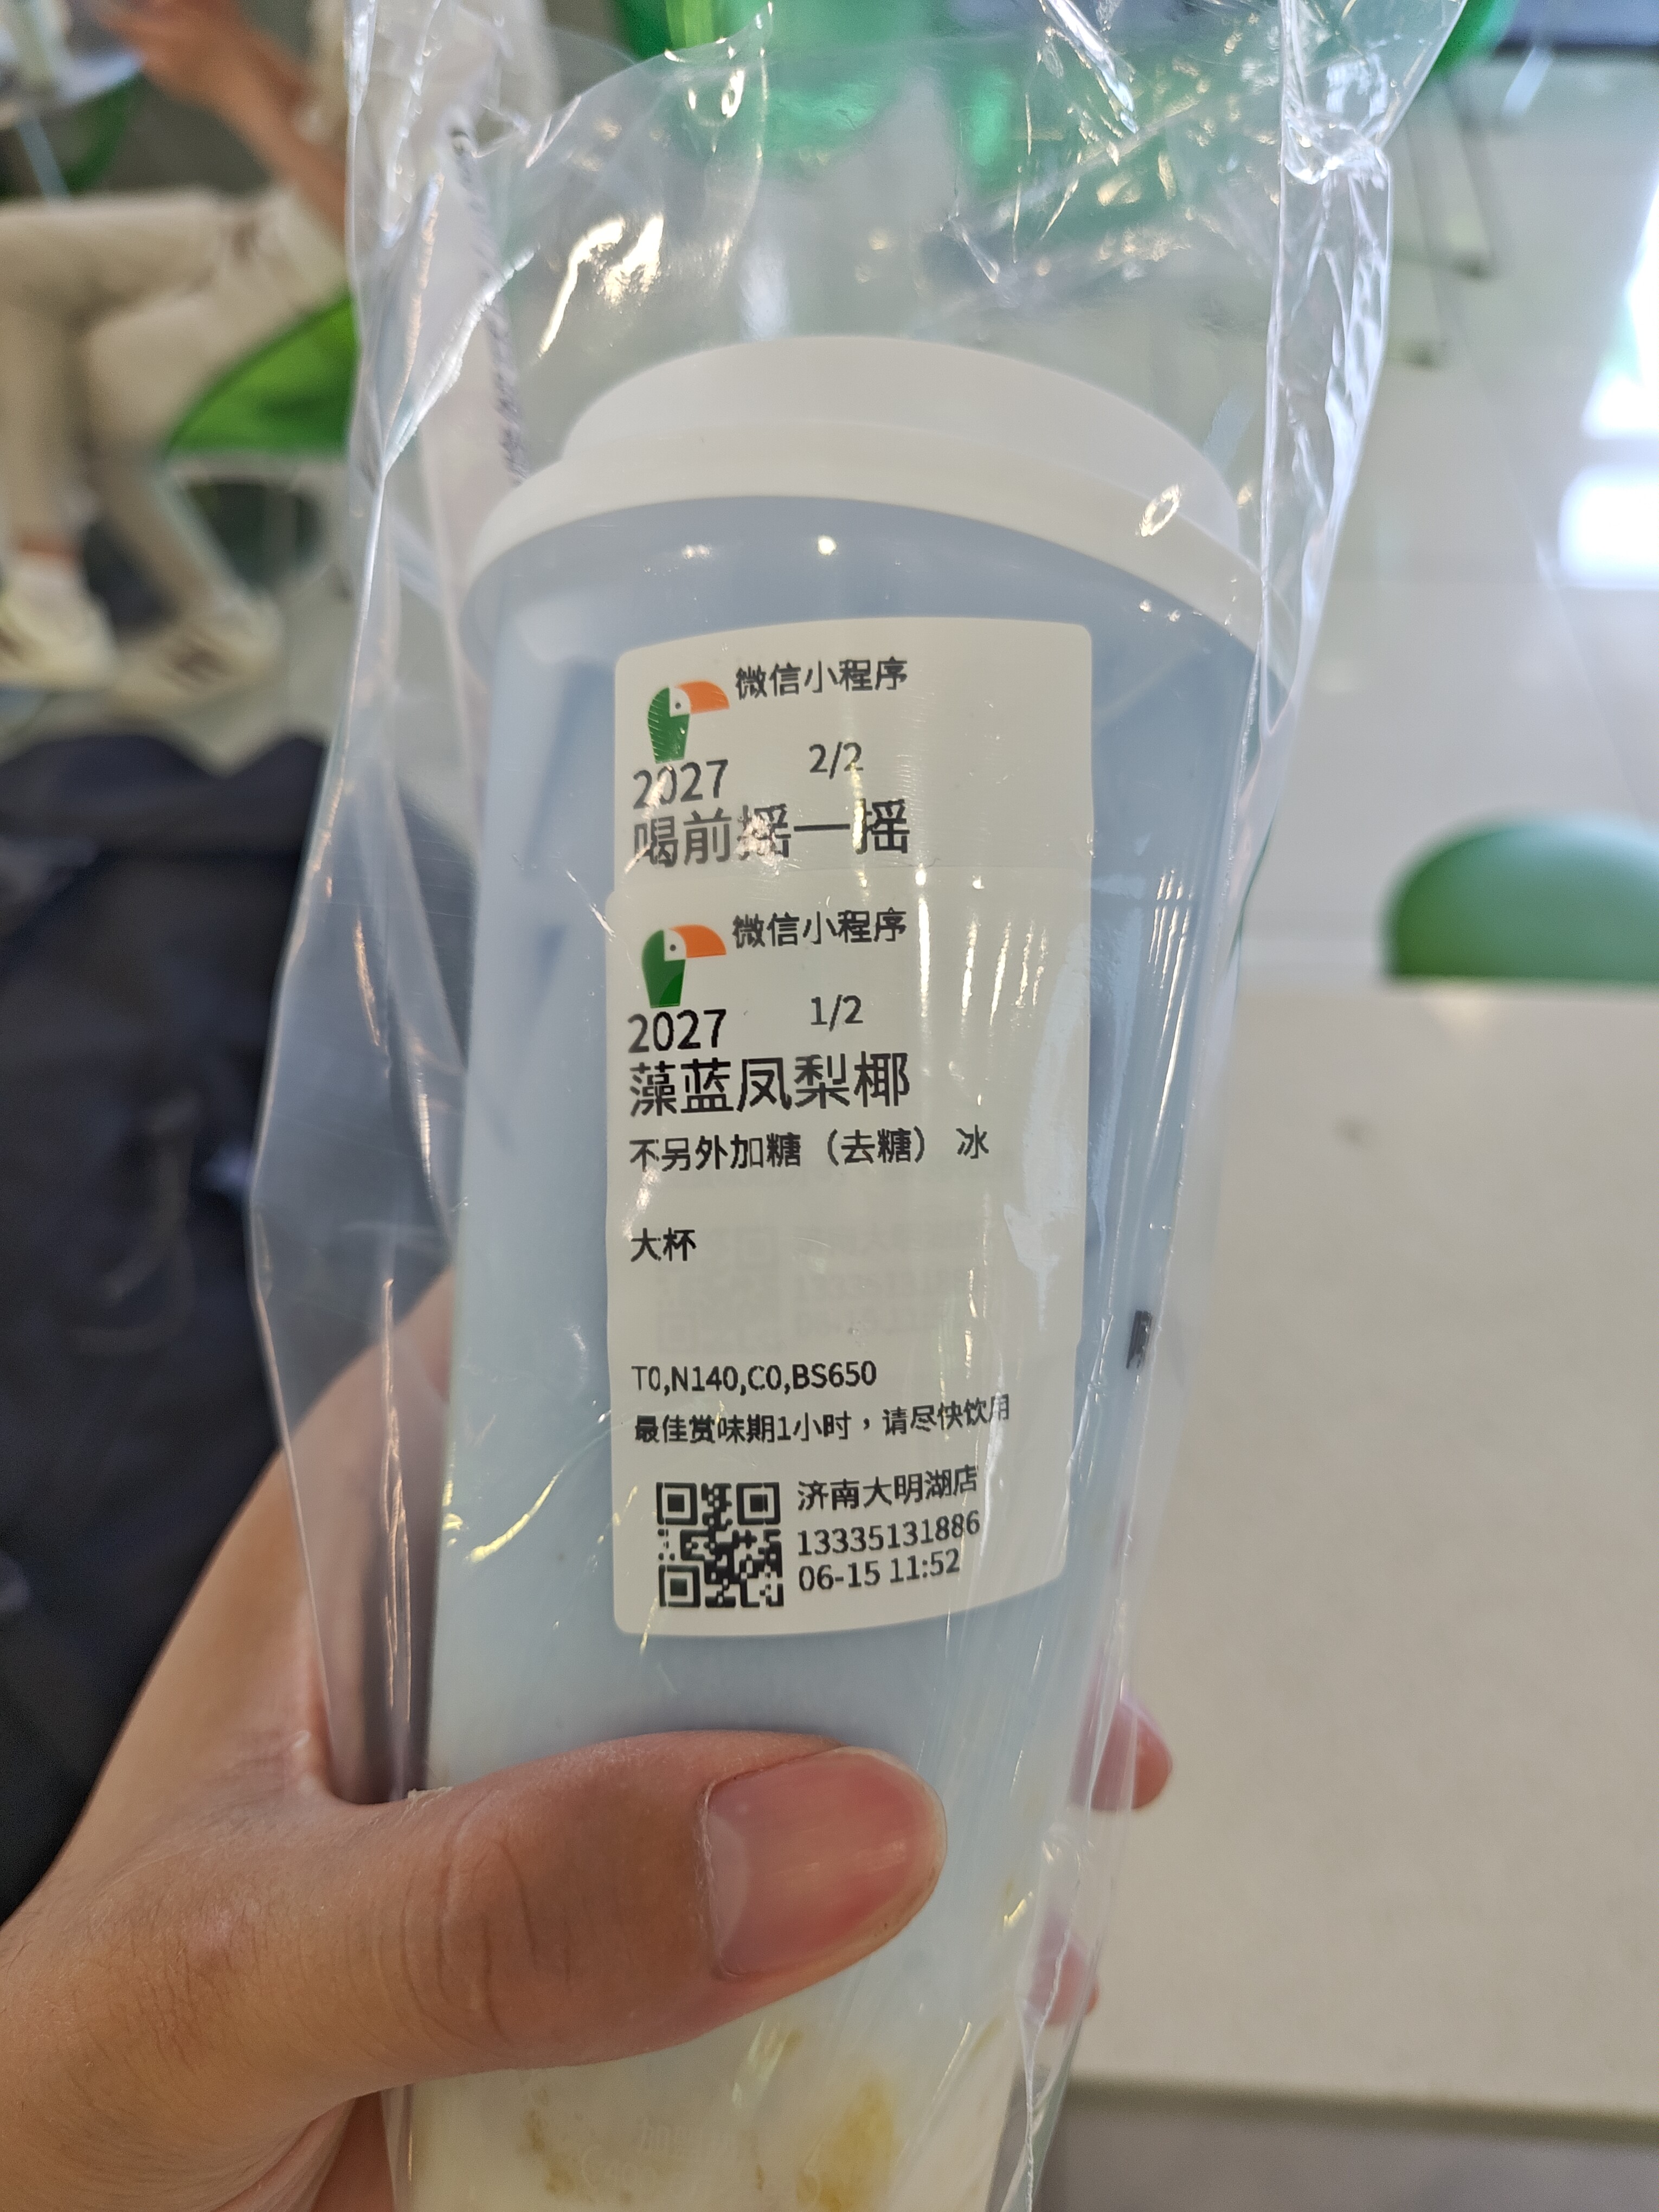 微信小程序
2027 2/2
喝前摇一摇
微信小程序
2027 1/2
藻蓝凤梨椰
不另外加糖（去糖） 冰
大杯
T0,N140,C0,BS650
最佳赏味期1小时，请尽快饮用
济南大明湖店
13335131886
06-15 11:52